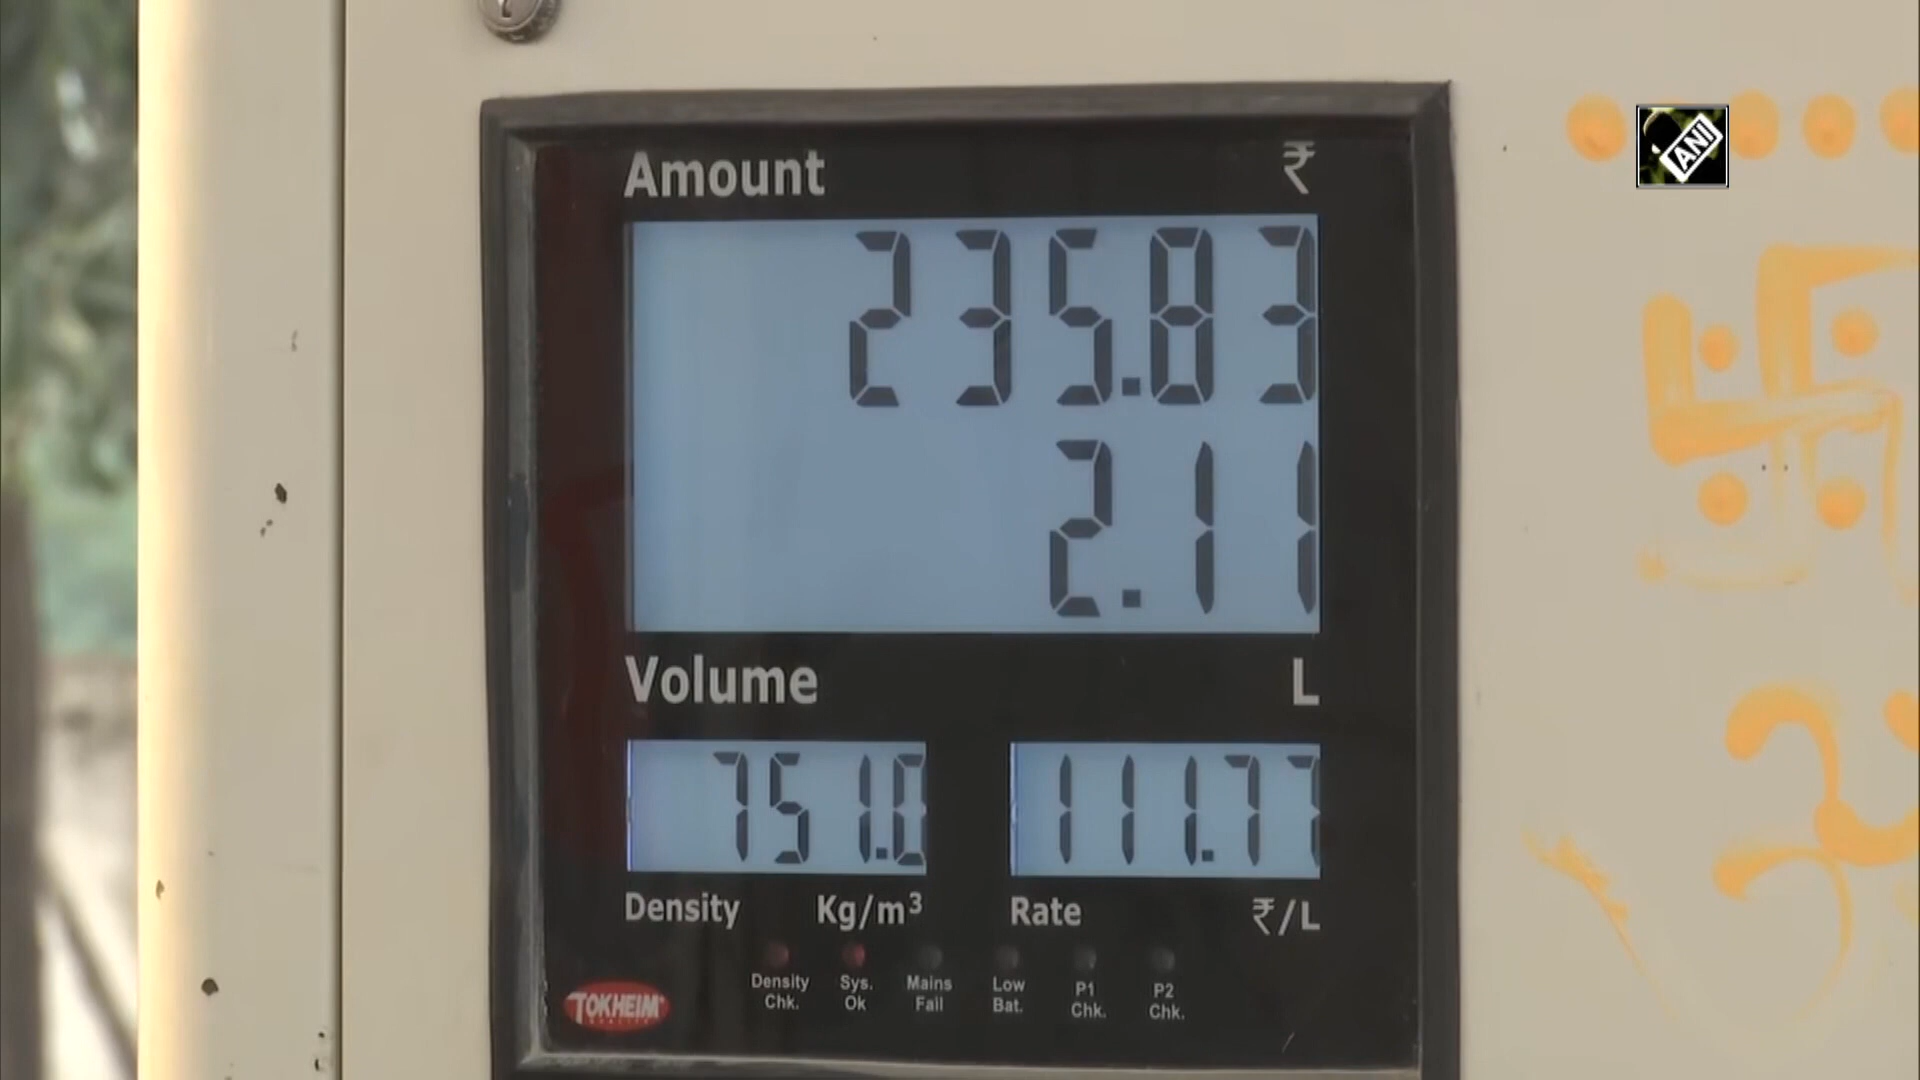 Amount ₹
ANI
235.83
2.11
Volume L
751.0 111.77
Density Kg/m³ Rate ₹/L
Density Chk. Sys. Ok Mains Fail Low Bat. P1 Chk. P2 Chk.
TOKHEIM